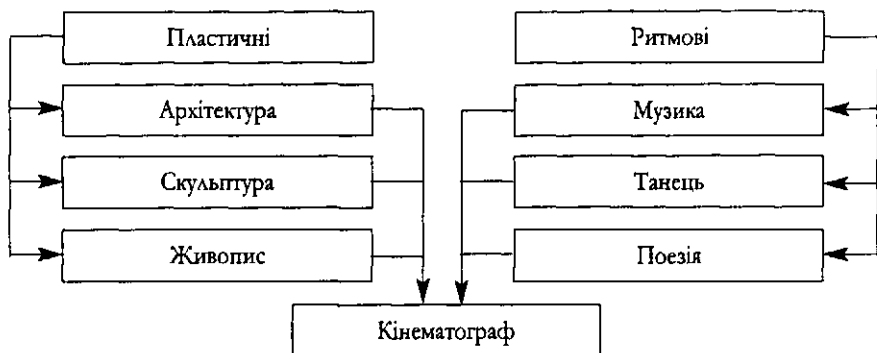 Пластичні
Ритмові
Архітектура
Музика
Скульптура
Танець
Живопис
Поезія
Кінематограф